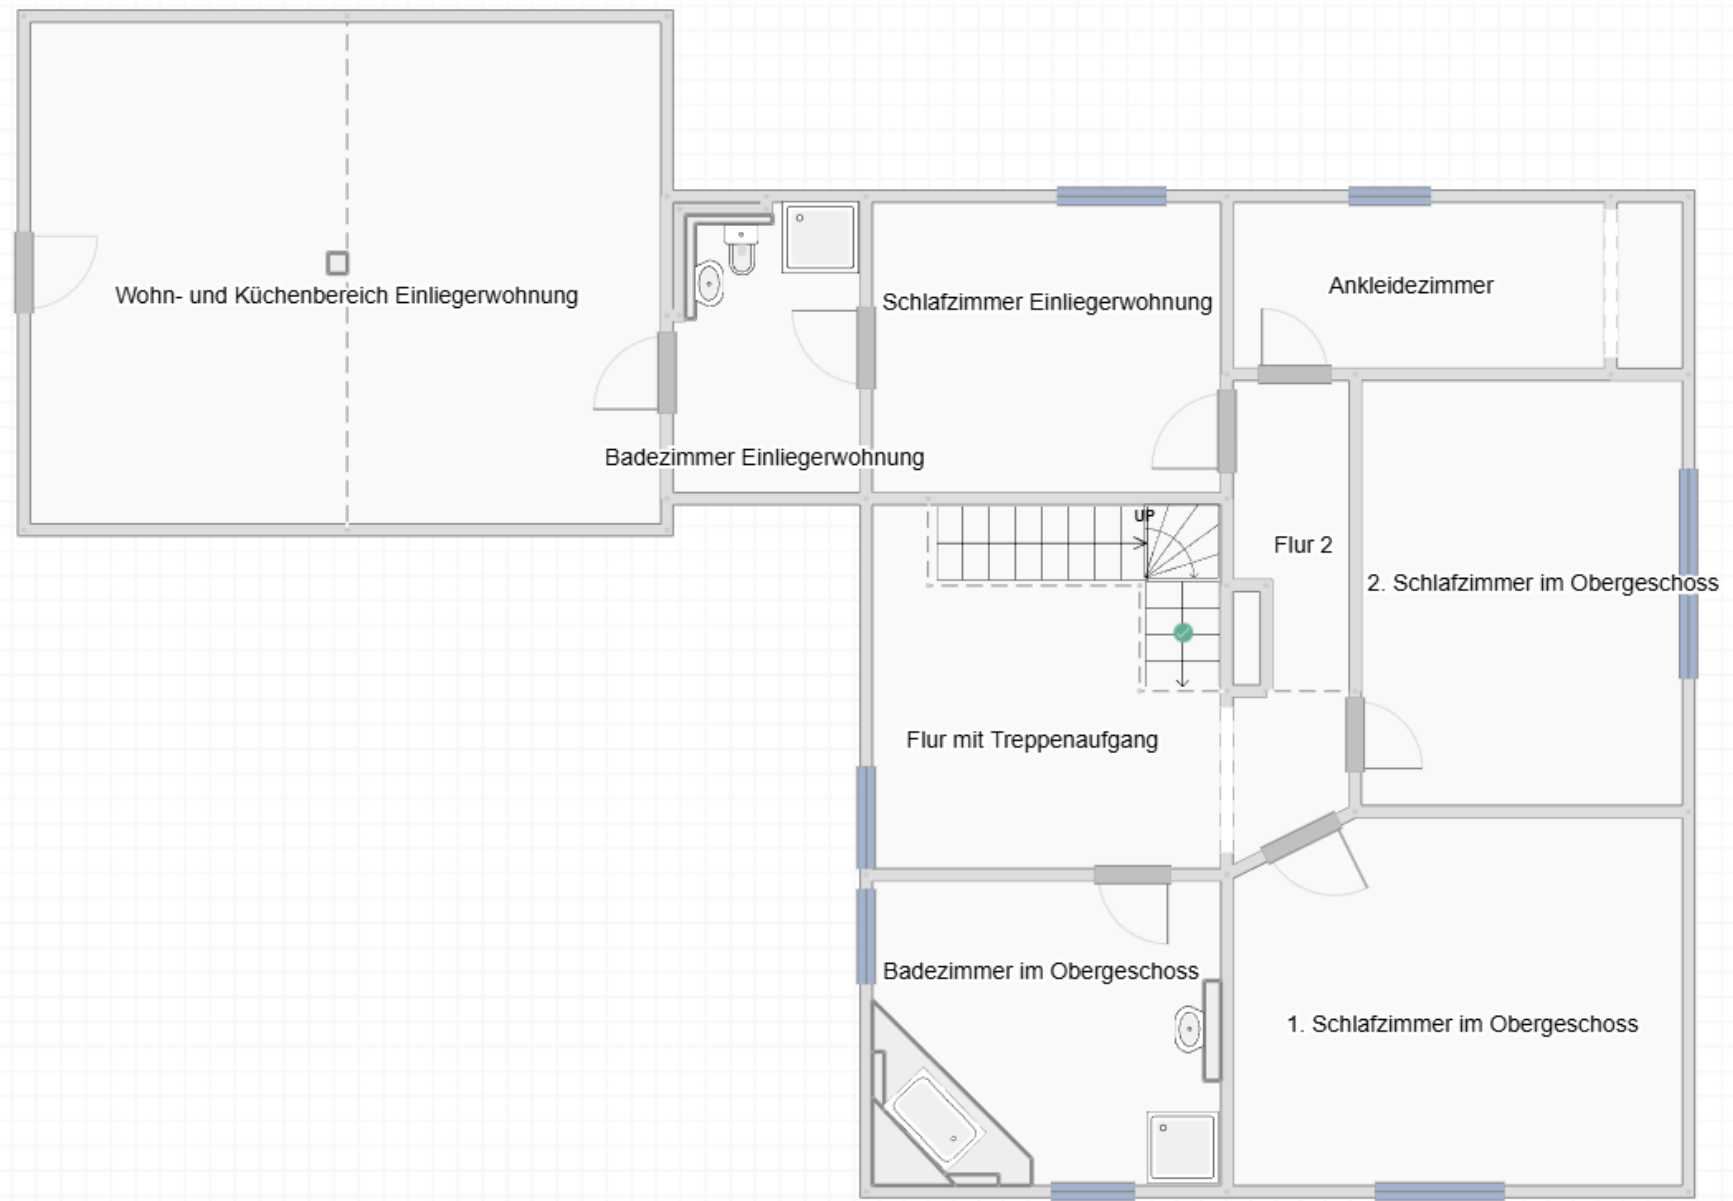 Wohn- und Küchenbereich Einliegerwohnung
Schlafzimmer Einliegerwohnung
Ankleidezimmer
Badezimmer Einliegerwohnung
UP
Flur 2
2. Schlafzimmer im Obergeschoss
Flur mit Treppenaufgang
Badezimmer im Obergeschoss
1. Schlafzimmer im Obergeschoss